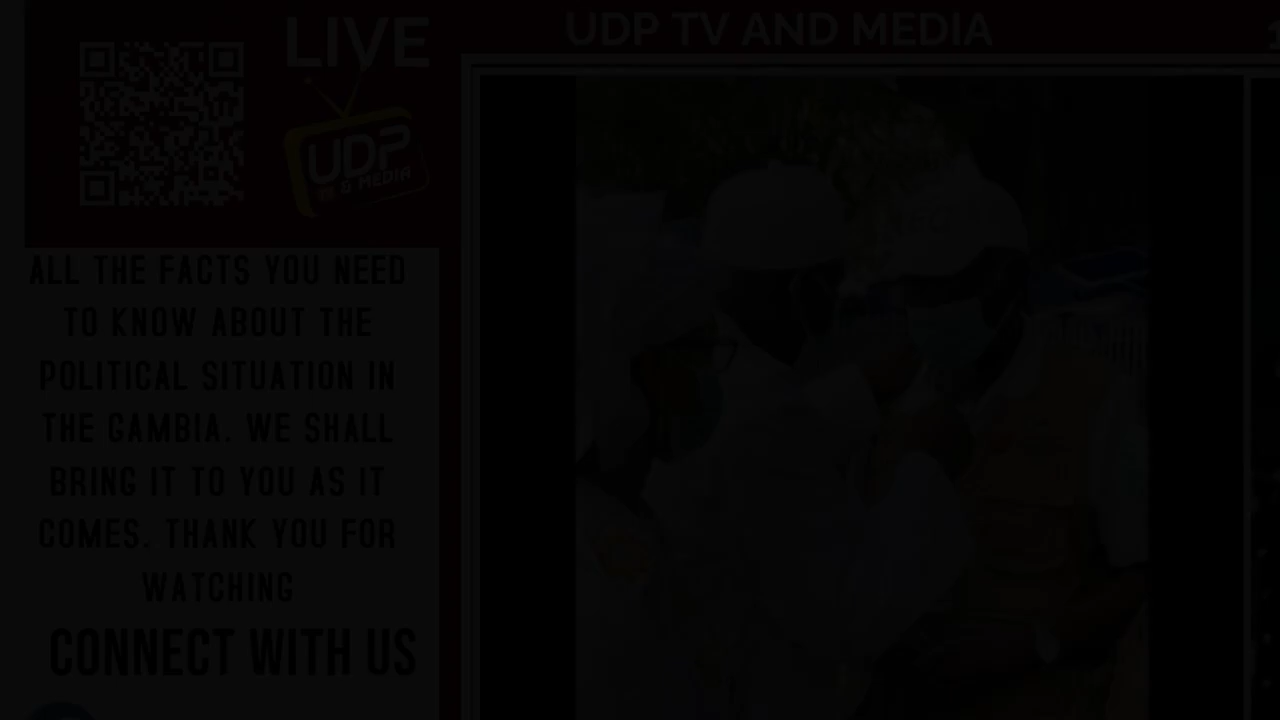 LIVE
UDP TV AND MEDIA
UDP
TV & MEDIA
ALL THE FACTS YOU NEED
TO KNOW ABOUT THE
POLITICAL SITUATION IN
THE GAMBIA. WE SHALL
BRING IT TO YOU AS IT
COMES. THANK YOU FOR
WATCHING
CONNECT WITH US